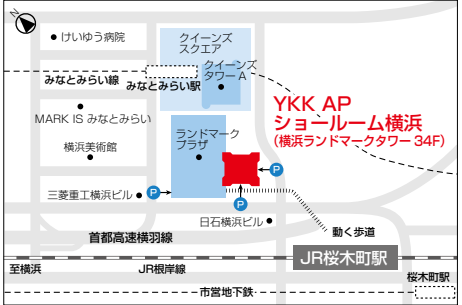 N
けいゆう病院
クイーンズ
スクエア
クイーンズ
タワー A
みなとみらい線
みなとみらい駅
MARK IS みなとみらい
YKK AP
ショールーム横浜
(横浜ランドマークタワー 34F)
ランドマーク
プラザ
横浜美術館
P
三菱重工横浜ビル
P
P
日石横浜ビル
動く歩道
首都高速横羽線
JR桜木町駅
至横浜
JR根岸線
桜木町駅
市営地下鉄